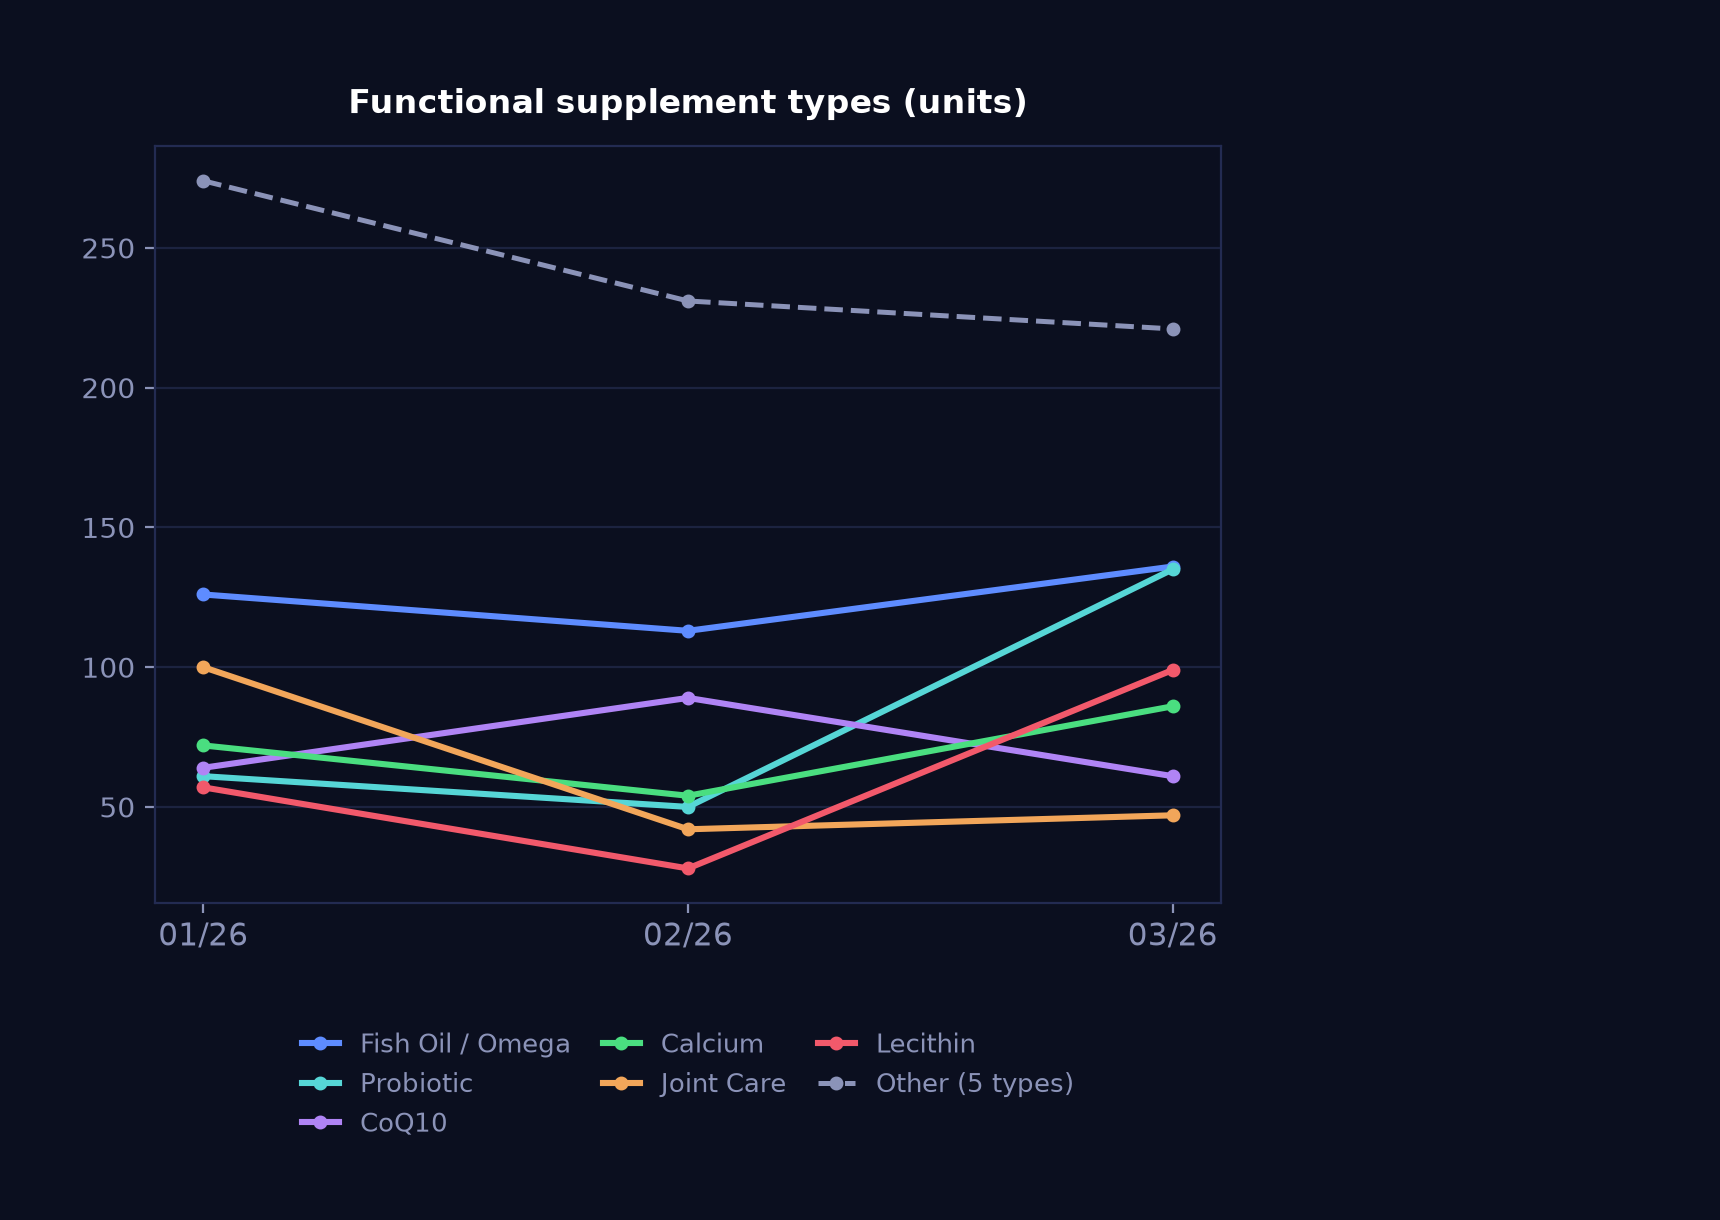 Functional supplement types (units)
250
200
150
100
50
01/26 02/26 03/26
Fish Oil / Omega Calcium Lecithin
Probiotic Joint Care Other (5 types)
CoQ10